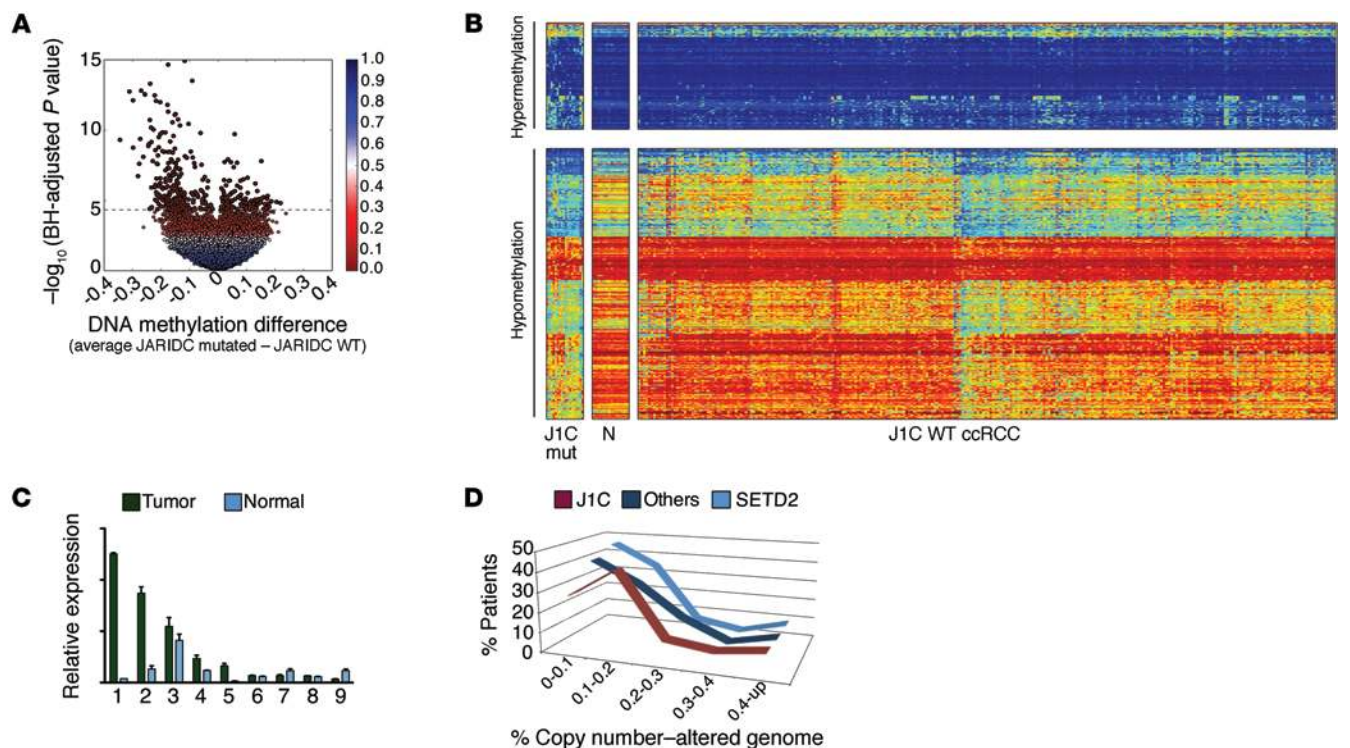 A
–log10 (BH-adjusted P value)
15
10
5
0
-0.4
-0.3
-0.2
-0.1
0
0.1
0.2
0.3
0.4
1.0
0.9
0.8
0.7
0.6
0.5
0.4
0.3
0.2
0.1
0.0
DNA methylation difference
(average JARIDC mutated – JARIDC WT)
B
Hypermethylation
Hypomethylation
J1C
mut
N
J1C WT ccRCC
C
Tumor
Normal
Relative expression
1 2 3 4 5 6 7 8 9
D
J1C Others SETD2
% Patients
50
40
30
20
10
0
0-0.1
0.1-0.2
0.2-0.3
0.3-0.4
0.4-up
% Copy number–altered genome